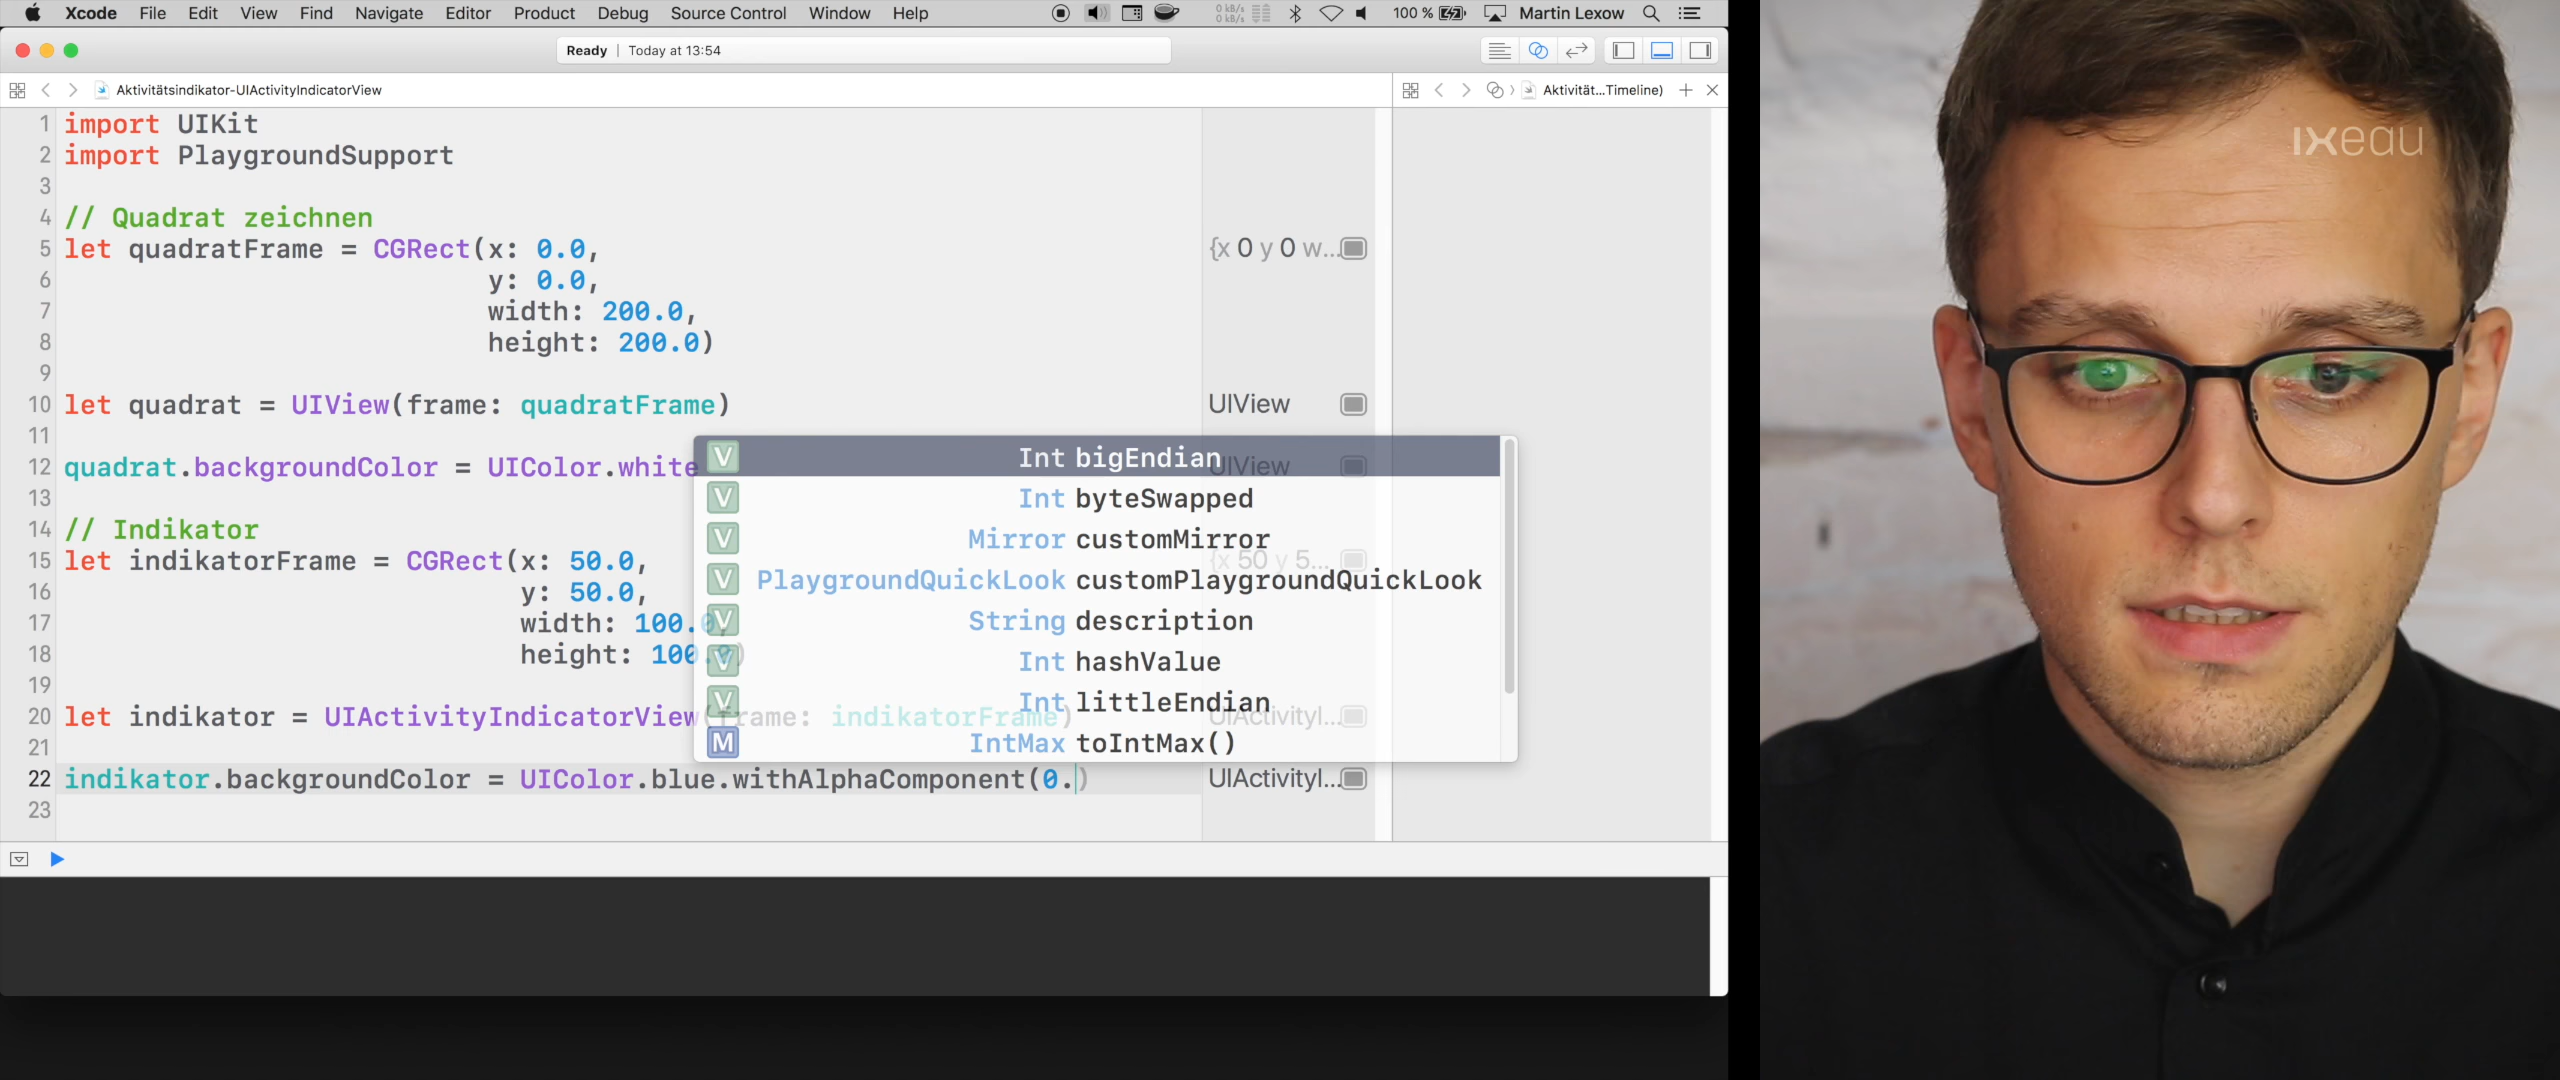 Xcode File Edit View Find Navigate Editor Product Debug Source Control Window Help 0 kB/s 0 kB/s 100 % Martin Lexow
Ready | Today at 13:54
Aktivitätsindikator-UIActivityIndicatorView
Aktivität...Timeline)
1 import UIKit
2 import PlaygroundSupport
3
4 // Quadrat zeichnen
5 let quadratFrame = CGRect(x: 0.0, {x 0 y 0 w...
6 y: 0.0,
7 width: 200.0,
8 height: 200.0)
9
10 let quadrat = UIView(frame: quadratFrame) UIView
11
12 quadrat.backgroundColor = UIColor.white UIView
13
14 // Indikator
15 let indikatorFrame = CGRect(x: 50.0, {x 50 y 5...
16 y: 50.0,
17 width: 100.0,
18 height: 100.0)
19
20 let indikator = UIActivityIndicatorView(frame: indikatorFrame) UIActivityI...
21
22 indikator.backgroundColor = UIColor.blue.withAlphaComponent(0.) UIActivityI...
23
V Int bigEndian
V Int byteSwapped
V Mirror customMirror
V PlaygroundQuickLook customPlaygroundQuickLook
V String description
V Int hashValue
V Int littleEndian
M IntMax toIntMax()
IXeau